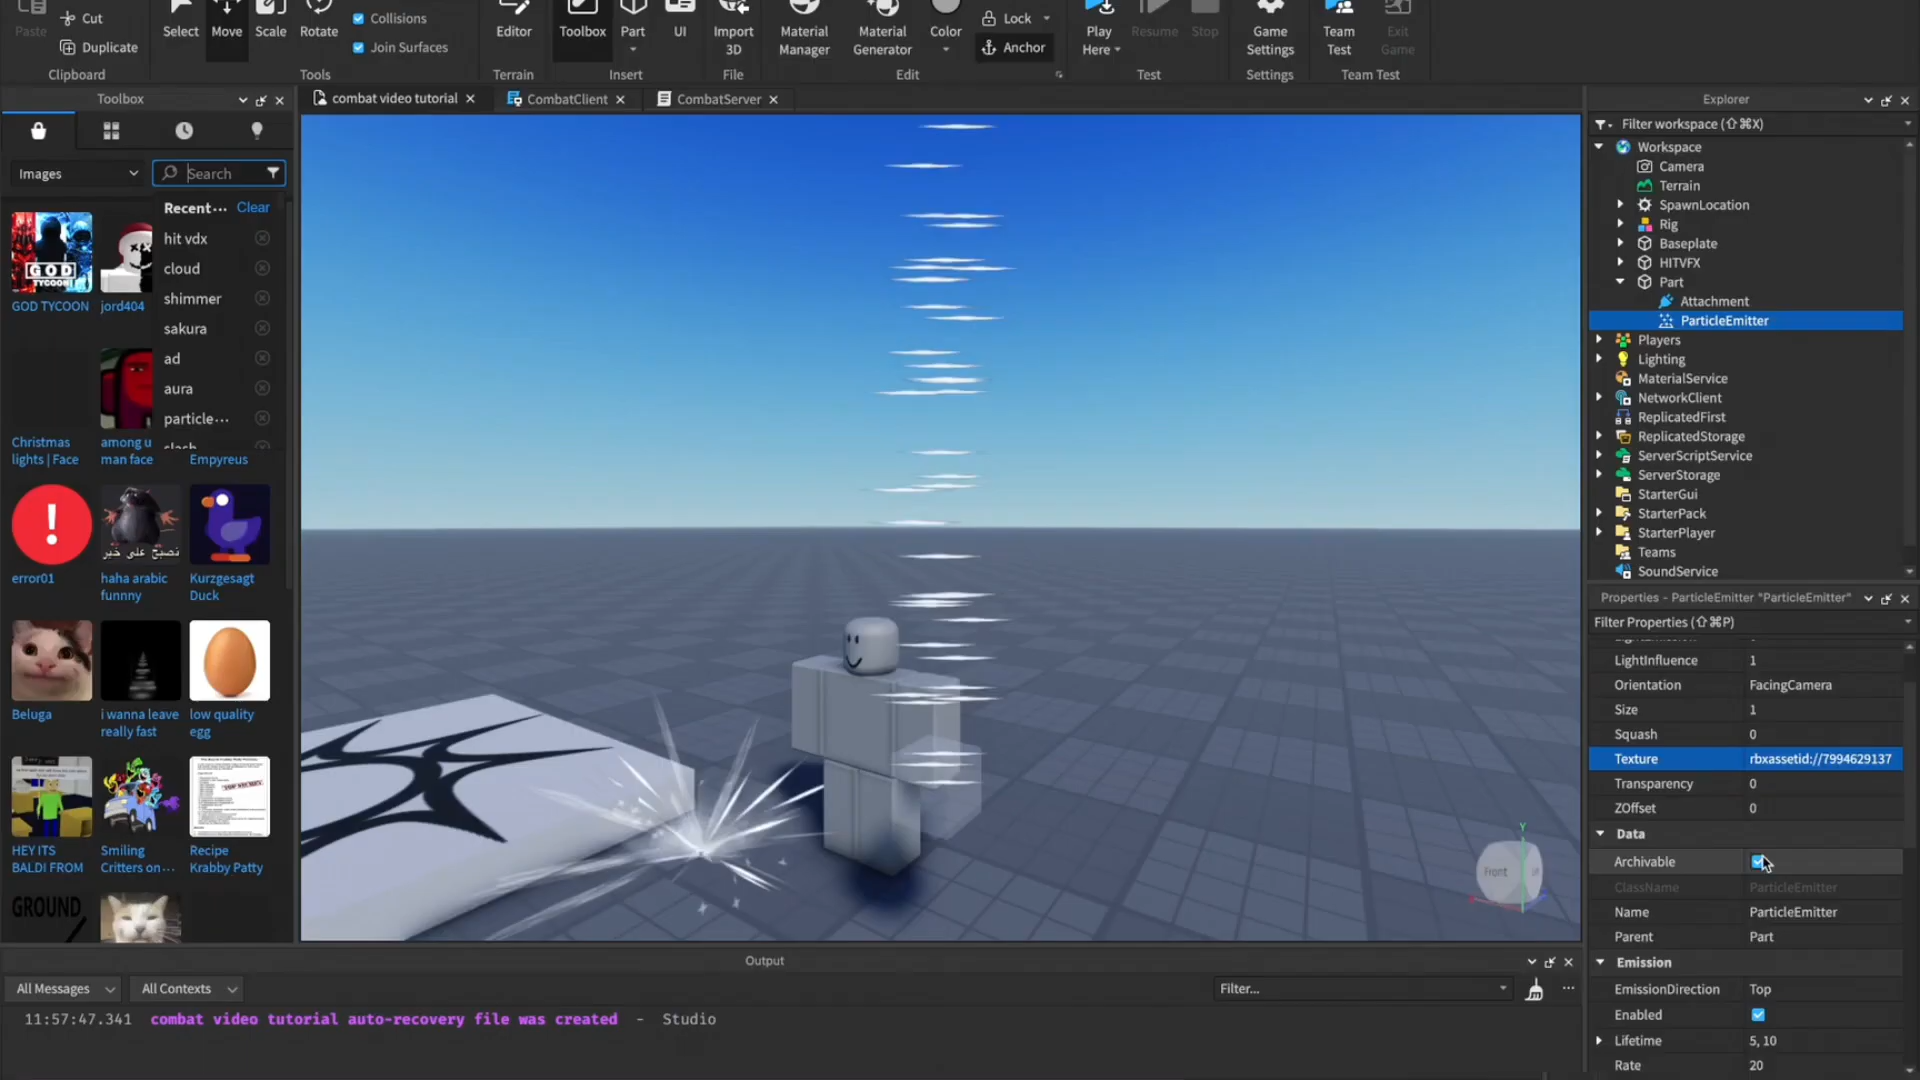 Paste
Cut
Duplicate
Clipboard
Select
Move
Scale
Rotate
Collisions
Join Surfaces
Tools
Editor
Terrain
Toolbox
Part
UI
Insert
Import 3D
File
Material Manager
Material Generator
Color
Lock
Anchor
Edit
Play Here
Resume
Stop
Test
Game Settings
Settings
Team Test
Exit Game
Team Test
Toolbox
combat video tutorial
CombatClient
CombatServer
Images
Search
Recent... Clear
hit vdx
cloud
shimmer
sakura
ad
aura
particle...
slash
GOD TYCOON
GOD TYCOON
jord404
Christmas lights | Face
among u man face
Empyreus
error01
نصبح على خير
haha arabic funnny
Kurzgesagt Duck
Beluga
i wanna leave really fast
low quality egg
HEY ITS BALDI FROM
Smiling Critters on...
Recipe Krabby Patty
GROUND
Front
Explorer
Filter workspace (⇧⌘X)
Workspace
Camera
Terrain
SpawnLocation
Rig
Baseplate
HITVFX
Part
Attachment
ParticleEmitter
Players
Lighting
MaterialService
NetworkClient
ReplicatedFirst
ReplicatedStorage
ServerScriptService
ServerStorage
StarterGui
StarterPack
StarterPlayer
Teams
SoundService
Properties - ParticleEmitter "ParticleEmitter"
Filter Properties (⇧⌘P)
LightInfluence 1
Orientation FacingCamera
Size 1
Squash 0
Texture rbxassetid://7994629137
Transparency 0
ZOffset 0
Data
Archivable
ClassName ParticleEmitter
Name ParticleEmitter
Parent Part
Emission
EmissionDirection Top
Enabled
Lifetime 5, 10
Rate 20
Y
Output
All Messages
All Contexts
Filter...
11:57:47.341 combat video tutorial auto-recovery file was created - Studio